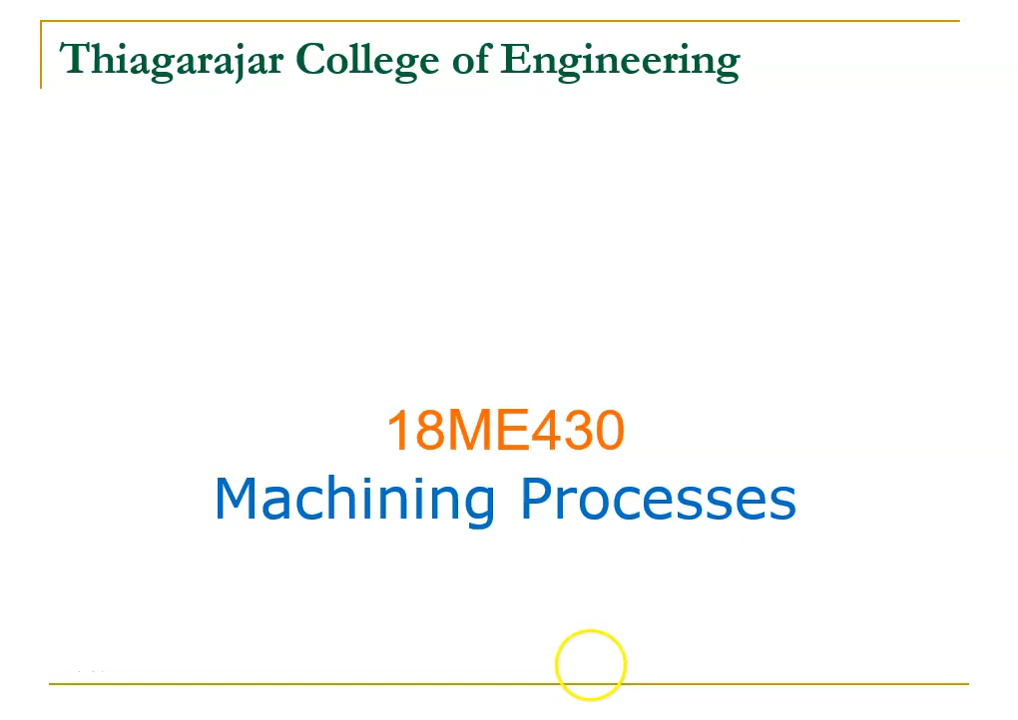 Thiagarajar College of Engineering
18ME430
Machining Processes